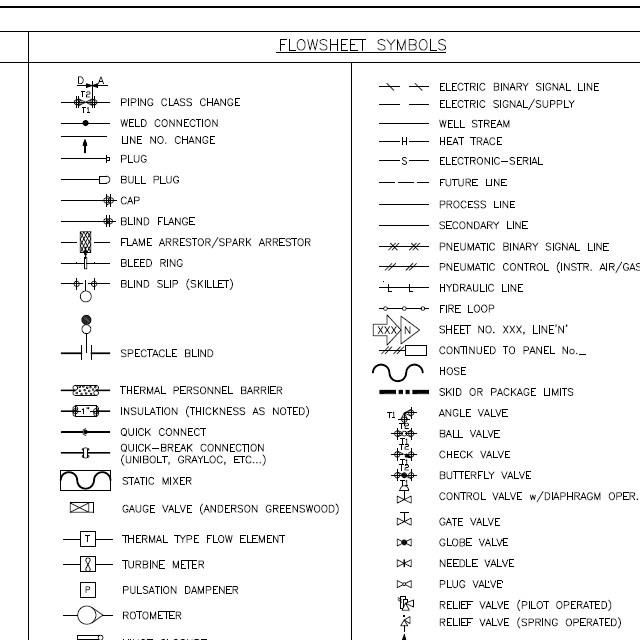 FLOWSHEET SYMBOLS
D A
T2
T1
PIPING CLASS CHANGE
WELD CONNECTION
LINE NO. CHANGE
PLUG
BULL PLUG
CAP
BLIND FLANGE
FLAME ARRESTOR/SPARK ARRESTOR
BLEED RING
BLIND SLIP (SKILLET)
SPECTACLE BLIND
THERMAL PERSONNEL BARRIER
1" INSULATION (THICKNESS AS NOTED)
QUICK CONNECT
QUICK-BREAK CONNECTION
(UNIBOLT, GRAYLOC, ETC...)
STATIC MIXER
GAUGE VALVE (ANDERSON GREENSWOOD)
T THERMAL TYPE FLOW ELEMENT
TURBINE METER
P PULSATION DAMPENER
ROTOMETER
ELECTRIC BINARY SIGNAL LINE
ELECTRIC SIGNAL/SUPPLY
WELL STREAM
H HEAT TRACE
S ELECTRONIC-SERIAL
FUTURE LINE
PROCESS LINE
SECONDARY LINE
PNEUMATIC BINARY SIGNAL LINE
PNEUMATIC CONTROL (INSTR. AIR/GAS
L L HYDRAULIC LINE
FIRE LOOP
XXX N SHEET NO. XXX, LINE'N'
CONTINUED TO PANEL No._
HOSE
SKID OR PACKAGE LIMITS
T1 ANGLE VALVE
BALL VALVE
CHECK VALVE
BUTTERFLY VALVE
CONTROL VALVE w/DIAPHRAGM OPER.
GATE VALVE
GLOBE VALVE
NEEDLE VALVE
PLUG VALVE
RELIEF VALVE (PILOT OPERATED)
RELIEF VALVE (SPRING OPERATED)